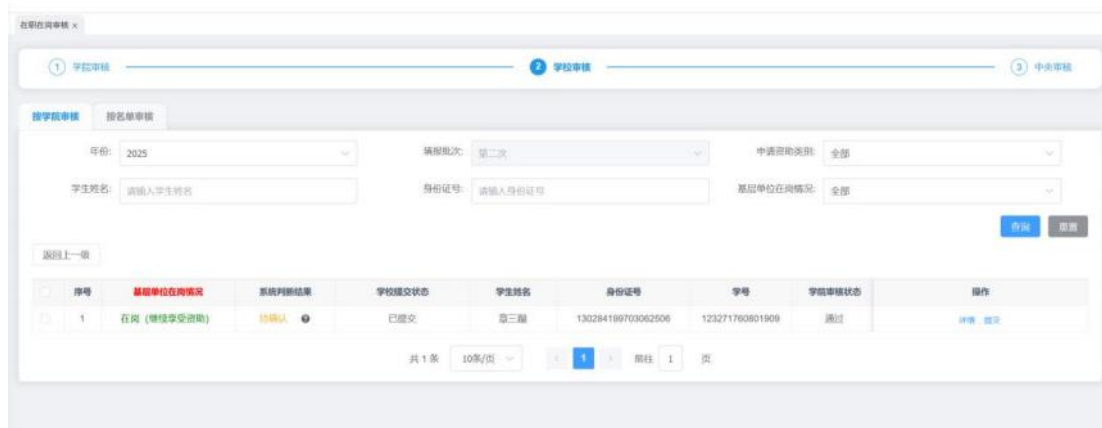 在职在岗审核 ×
1 学院审核 2 学校审核 3 中央审核
按学院审核 按名单审核
年份: 2025 填报批次: 第二次 申请资助类别: 全部
学生姓名: 请输入学生姓名 身份证号: 请输入身份证号 基层单位在岗情况: 全部
查询 重置
返回上一级
序号 基层单位在岗情况 系统判断结果 学校提交状态 学生姓名 身份证号 学号 学院审核状态 操作
1 在岗 (继续享受资助) 待确认 已提交 130284199703062506 123271760801909 通过 详情 提交
共 1 条 10条/页 1 前往 1 页